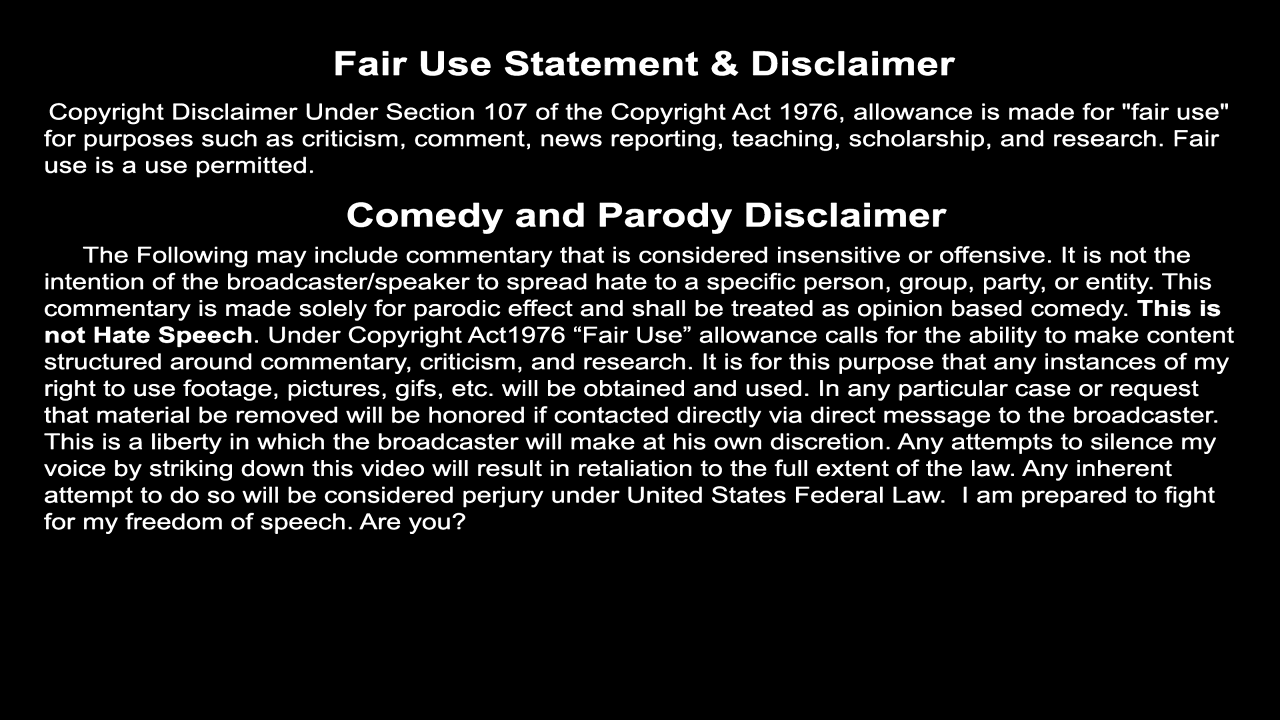 Fair Use Statement & Disclaimer
Copyright Disclaimer Under Section 107 of the Copyright Act 1976, allowance is made for "fair use"
for purposes such as criticism, comment, news reporting, teaching, scholarship, and research. Fair
use is a use permitted.
Comedy and Parody Disclaimer
The Following may include commentary that is considered insensitive or offensive. It is not the
intention of the broadcaster/speaker to spread hate to a specific person, group, party, or entity. This
commentary is made solely for parodic effect and shall be treated as opinion based comedy. This is
not Hate Speech. Under Copyright Act1976 “Fair Use” allowance calls for the ability to make content
structured around commentary, criticism, and research. It is for this purpose that any instances of my
right to use footage, pictures, gifs, etc. will be obtained and used. In any particular case or request
that material be removed will be honored if contacted directly via direct message to the broadcaster.
This is a liberty in which the broadcaster will make at his own discretion. Any attempts to silence my
voice by striking down this video will result in retaliation to the full extent of the law. Any inherent
attempt to do so will be considered perjury under United States Federal Law.  I am prepared to fight
for my freedom of speech. Are you?